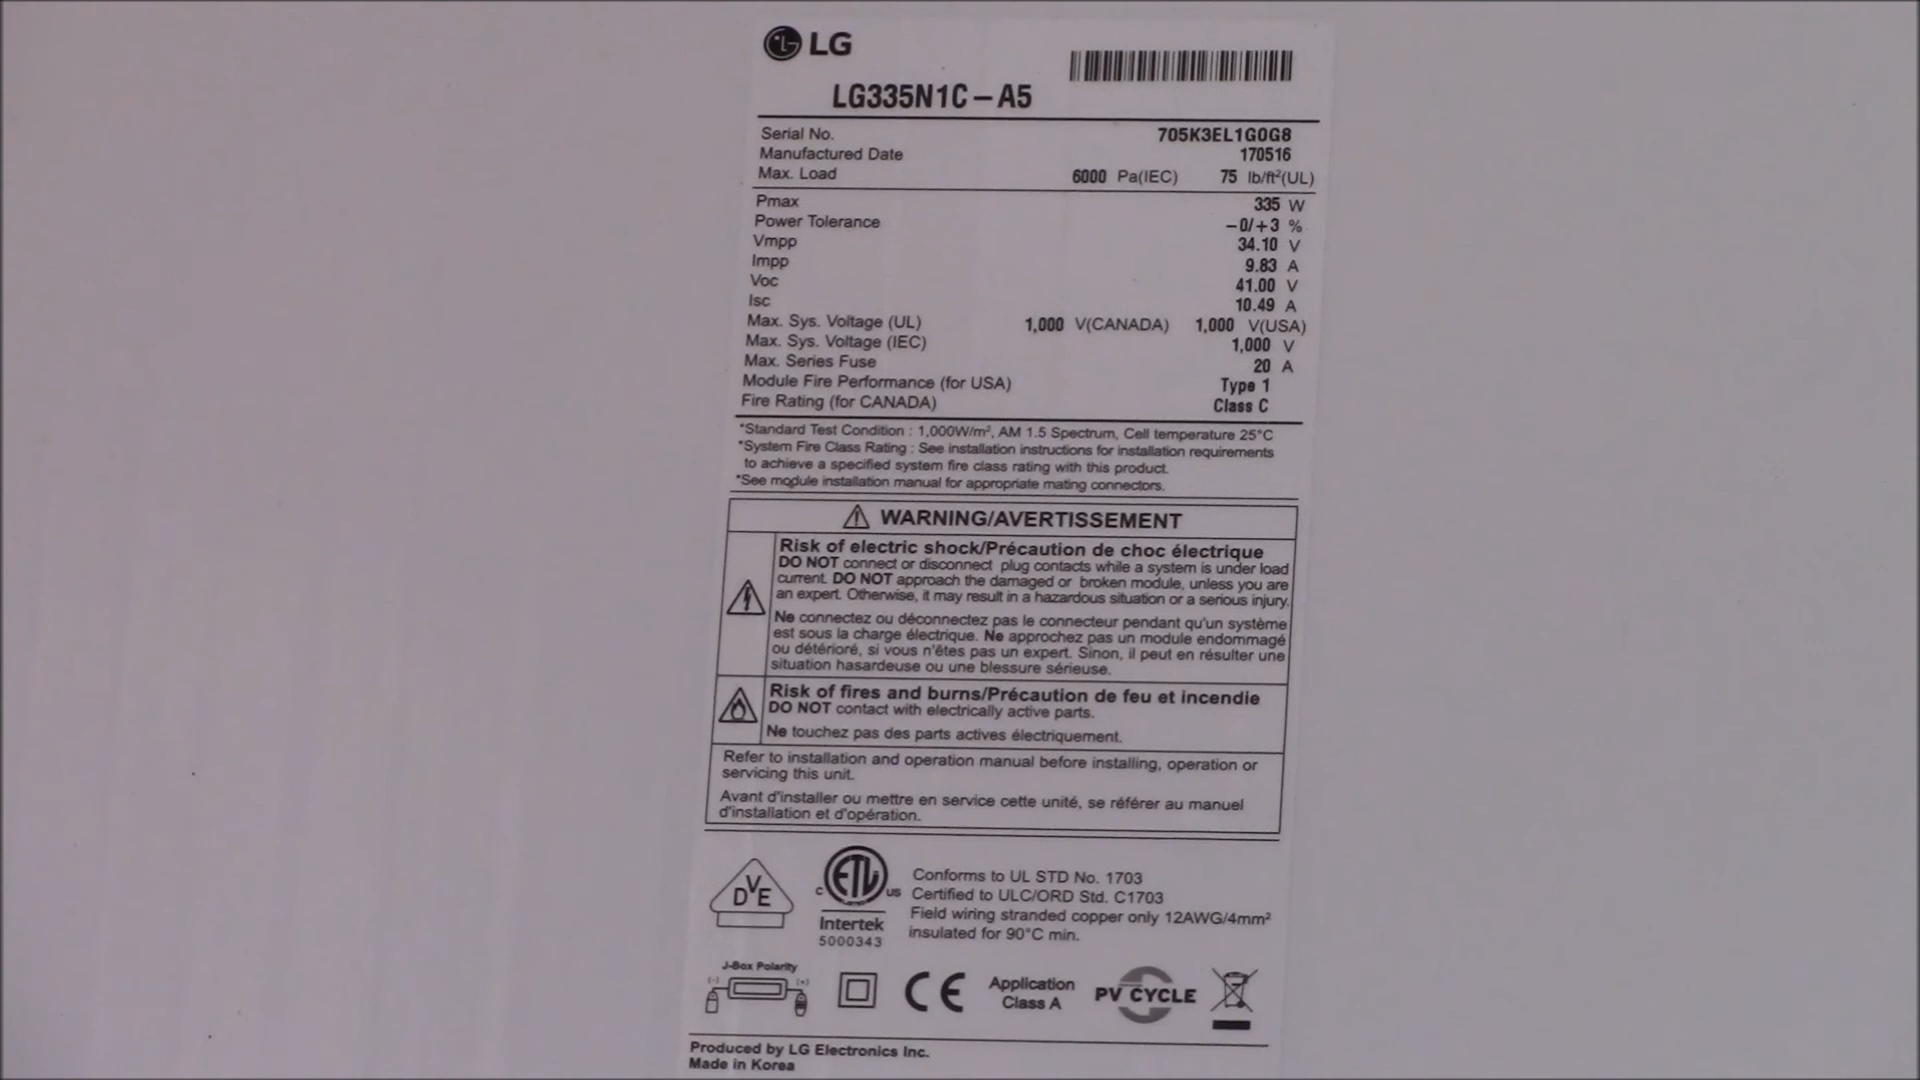 LG
LG335N1C-A5
Serial No. 705K3EL1G0G8
Manufactured Date 170516
Max. Load 6000 Pa(IEC) 75 lb/ft²(UL)
Pmax 335 W
Power Tolerance -0/+3 %
Vmpp 34.10 V
Impp 9.83 A
Voc 41.00 V
Isc 10.49 A
Max. Sys. Voltage (UL) 1,000 V(CANADA) 1,000 V(USA)
Max. Sys. Voltage (IEC) 1,000 V
Max. Series Fuse 20 A
Module Fire Performance (for USA) Type 1
Fire Rating (for CANADA) Class C
*Standard Test Condition : 1,000W/m², AM 1.5 Spectrum, Cell temperature 25°C
*System Fire Class Rating : See installation instructions for installation requirements
to achieve a specified system fire class rating with this product.
*See module installation manual for appropriate mating connectors.
WARNING/AVERTISSEMENT
Risk of electric shock/Précaution de choc électrique
DO NOT connect or disconnect plug contacts while a system is under load
current. DO NOT approach the damaged or broken module, unless you are
an expert. Otherwise, it may result in a hazardous situation or a serious injury.
Ne connectez ou déconnectez pas le connecteur pendant qu'un système
est sous la charge électrique. Ne approchez pas un module endommagé
ou détérioré, si vous n'êtes pas un expert. Sinon, il peut en résulter une
situation hasardeuse ou une blessure sérieuse.
Risk of fires and burns/Précaution de feu et incendie
DO NOT contact with electrically active parts.
Ne touchez pas des parts actives électriquement.
Refer to installation and operation manual before installing, operation or
servicing this unit.
Avant d'installer ou mettre en service cette unité, se référer au manuel
d'installation et d'opération.
DVE
C ETL US
Intertek
5000343
Conforms to UL STD No. 1703
Certified to ULC/ORD Std. C1703
Field wiring stranded copper only 12AWG/4mm²
insulated for 90°C min.
J-Box Polarity
(-) (+)
CE
Application
Class A
PV CYCLE
Produced by LG Electronics Inc.
Made in Korea